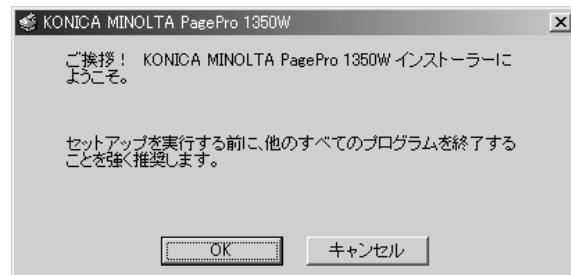 KONICA MINOLTA PagePro 1350W
ご挨拶！ KONICA MINOLTA PagePro 1350W インストーラーに
ようこそ。
セットアップを実行する前に、他のすべてのプログラムを終了する
ことを強く推奨します。
OK キャンセル